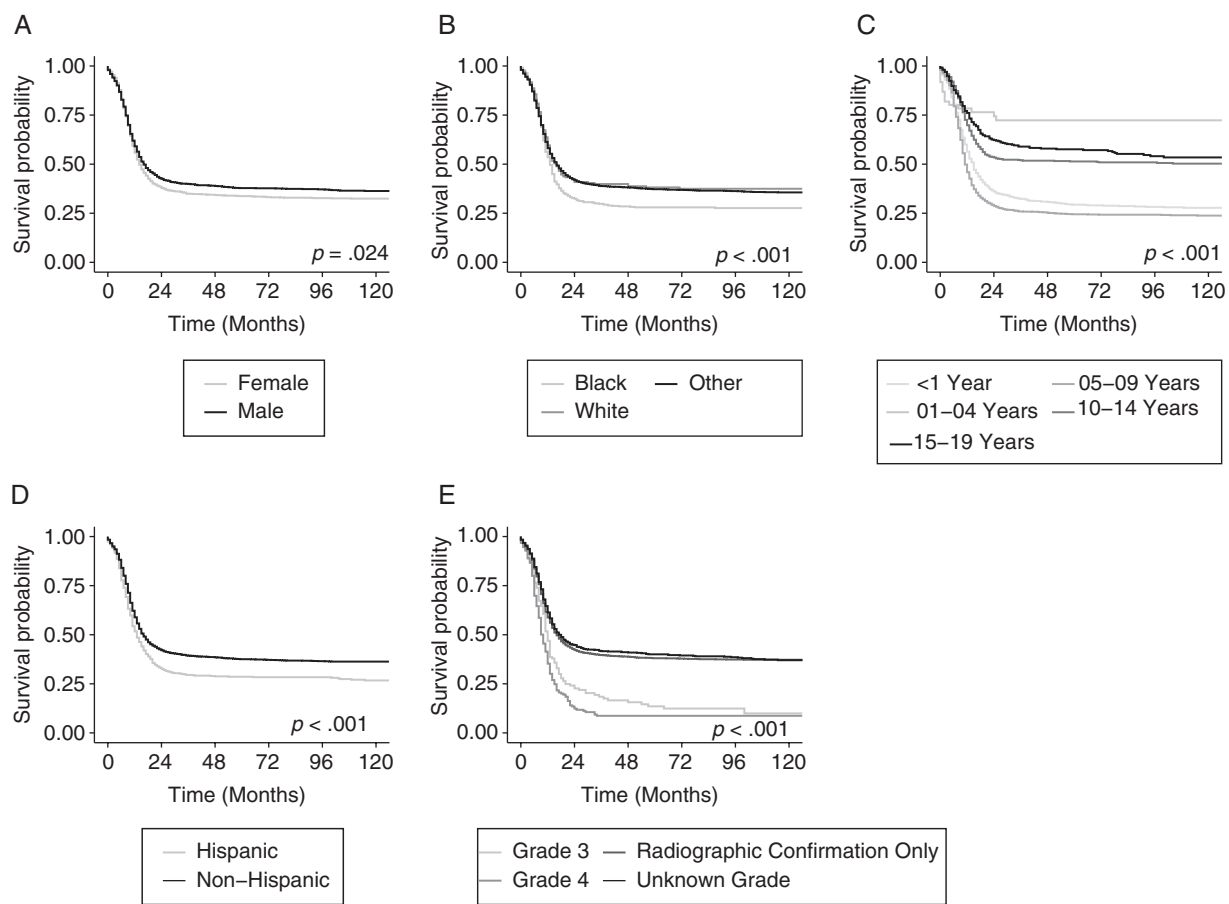 A
Survival probability
1.00
0.75
0.50
0.25
0.00
p = .024
0 24 48 72 96 120
Time (Months)
Female
Male
B
Survival probability
1.00
0.75
0.50
0.25
0.00
p < .001
0 24 48 72 96 120
Time (Months)
Black Other
White
C
Survival probability
1.00
0.75
0.50
0.25
0.00
p < .001
0 24 48 72 96 120
Time (Months)
<1 Year 05–09 Years
01–04 Years 10–14 Years
15–19 Years
D
Survival probability
1.00
0.75
0.50
0.25
0.00
p < .001
0 24 48 72 96 120
Time (Months)
Hispanic
Non–Hispanic
E
Survival probability
1.00
0.75
0.50
0.25
0.00
p < .001
0 24 48 72 96 120
Time (Months)
Grade 3 Radiographic Confirmation Only
Grade 4 Unknown Grade